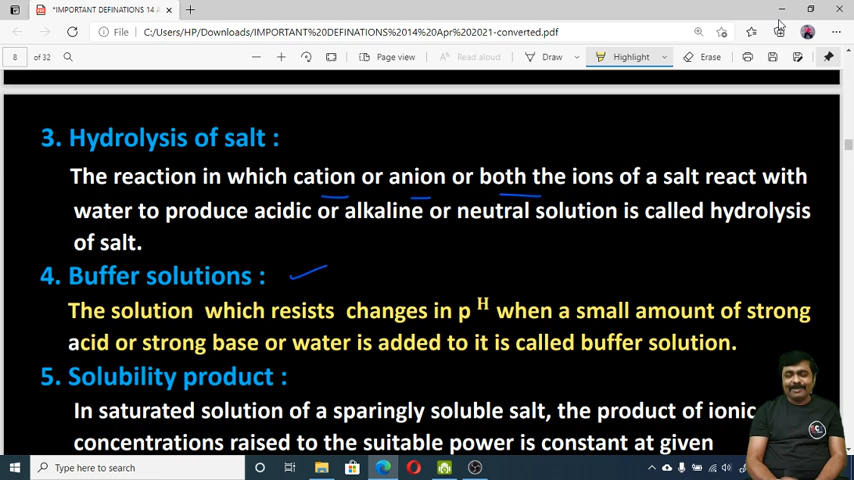 *IMPORTANT DEFINATIONS 14 A
File C:/Users/HP/Downloads/IMPORTANT%20DEFINATIONS%2014%20Apr%202021-converted.pdf
8 of 32 Page view Read aloud Draw Highlight Erase
3. Hydrolysis of salt :
The reaction in which cation or anion or both the ions of a salt react with
water to produce acidic or alkaline or neutral solution is called hydrolysis
of salt.
4. Buffer solutions :
The solution which resists changes in p H when a small amount of strong
acid or strong base or water is added to it is called buffer solution.
5. Solubility product :
In saturated solution of a sparingly soluble salt, the product of ionic
concentrations raised to the suitable power is constant at given
Type here to search